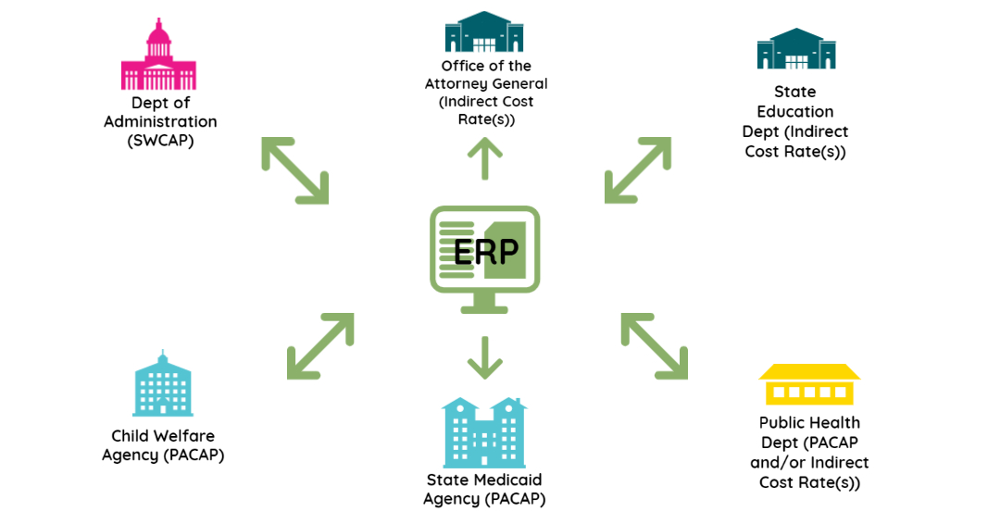 Dept of
Administration
(SWCAP)
Office of the
Attorney General
(Indirect Cost
Rate(s))
State
Education
Dept (Indirect
Cost Rate(s))
ERP
Child Welfare
Agency (PACAP)
State Medicaid
Agency (PACAP)
Public Health
Dept (PACAP
and/or Indirect
Cost Rate(s))